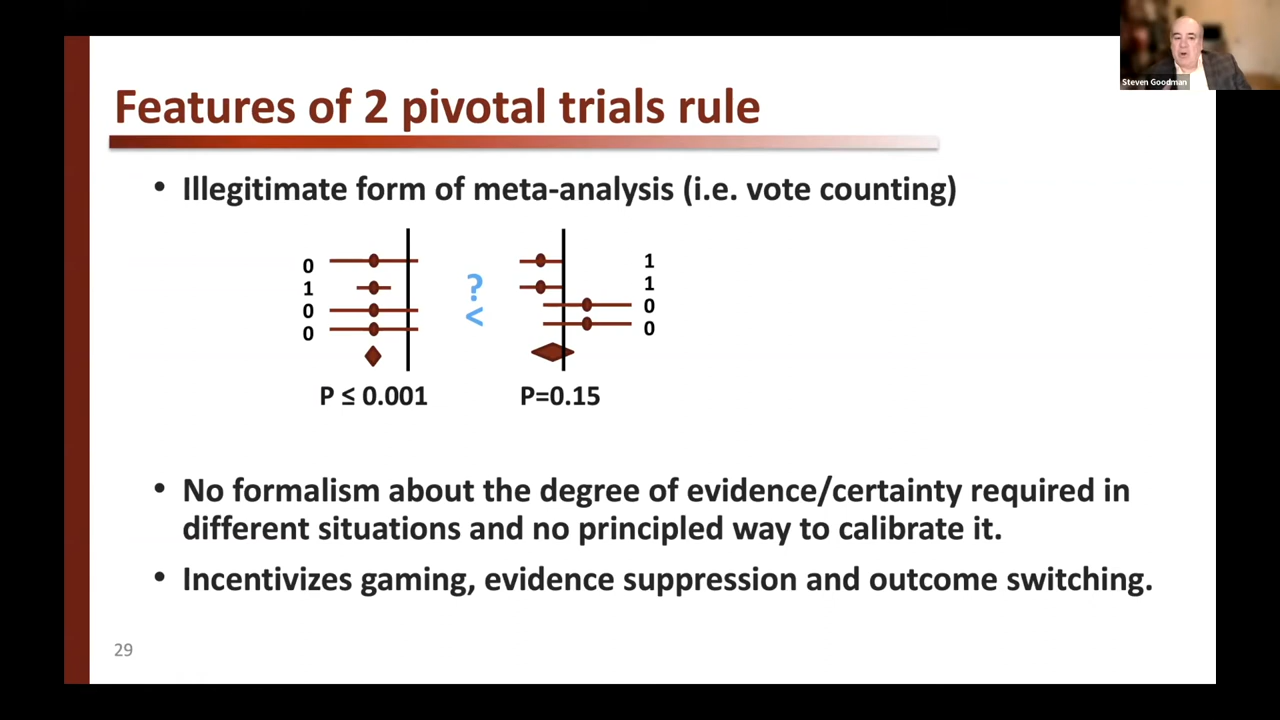 Steven Goodman
Features of 2 pivotal trials rule
• Illegitimate form of meta-analysis (i.e. vote counting)
0
1
0
0
?
<
1
1
0
0
P ≤ 0.001
P=0.15
• No formalism about the degree of evidence/certainty required in
different situations and no principled way to calibrate it.
• Incentivizes gaming, evidence suppression and outcome switching.
29